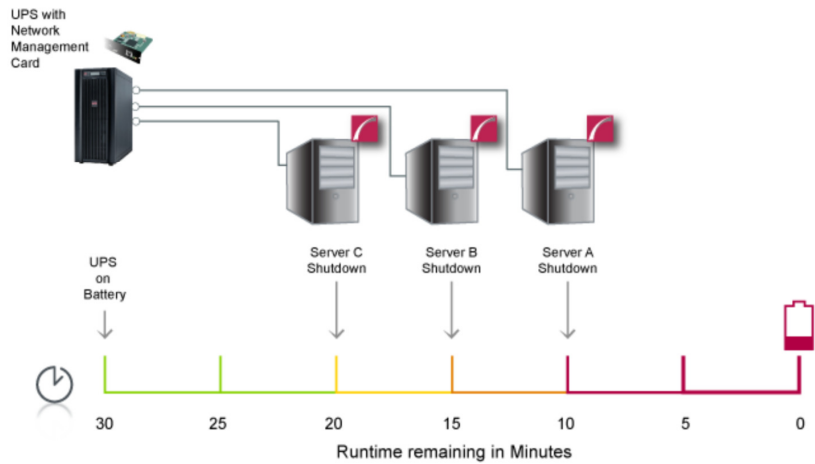 UPS with
Network
Management
Card
Server C
Shutdown
Server B
Shutdown
Server A
Shutdown
UPS
on
Battery
30
25
20
15
10
5
0
Runtime remaining in Minutes